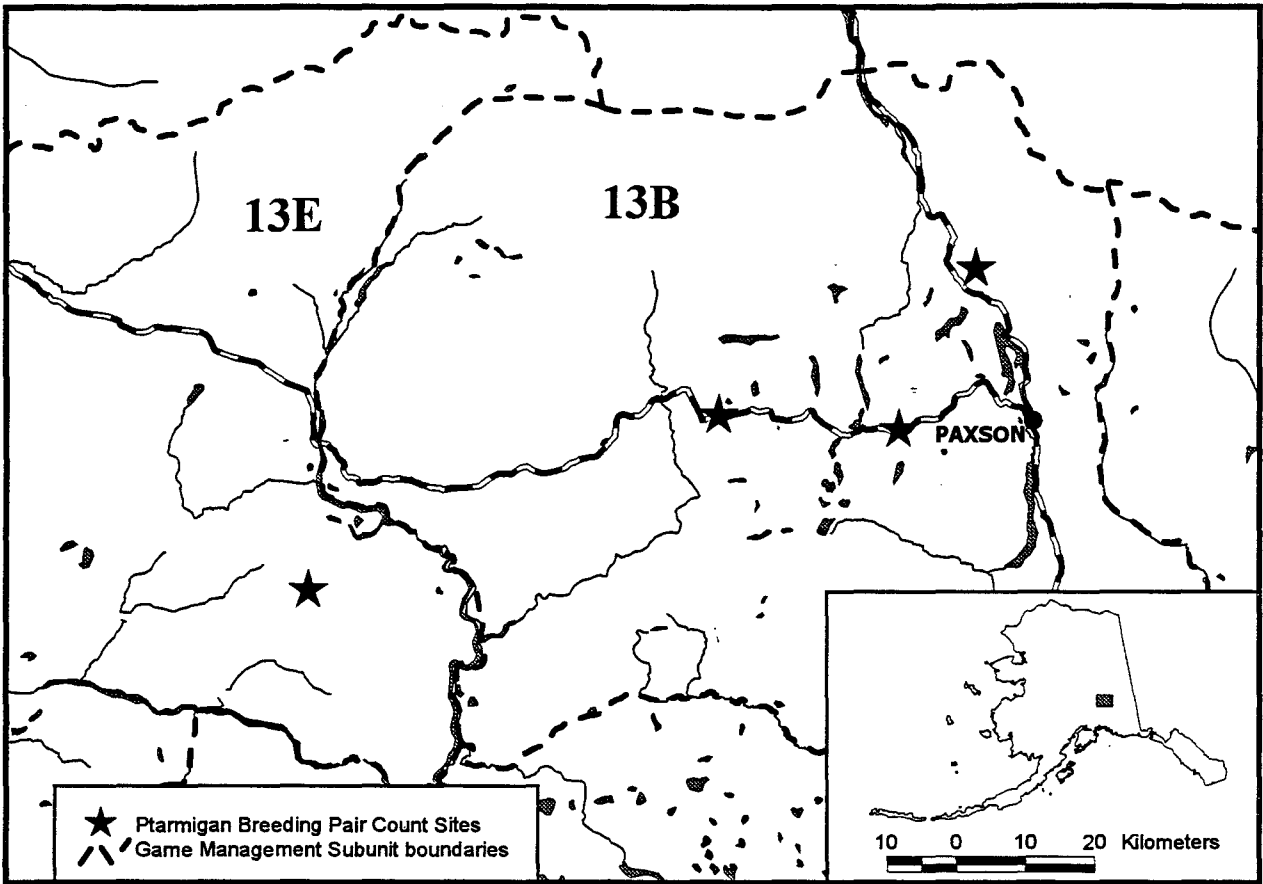 13E
13B
PAXSON
Ptarmigan Breeding Pair Count Sites
Game Management Subunit boundaries
10 0 10 20 Kilometers